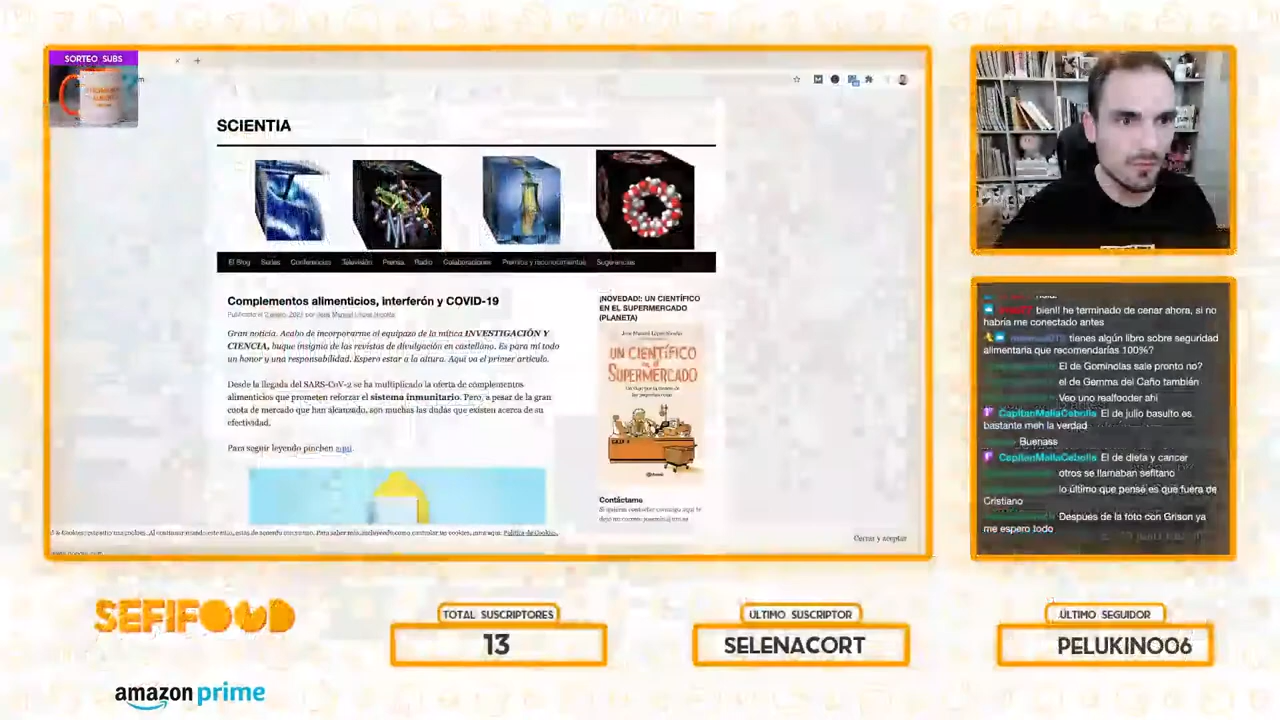 SORTEO SUBS
SCIENTIA
El Blog Series Conferencias Televisión Prensa Radio Colaboraciones Premios y reconocimientos Sugerencias
Complementos alimenticios, interferón y COVID-19
Gran noticia. Acabo de incorporarme al equipazo de la mítica INVESTIGACIÓN Y
CIENCIA, buque insignia de las revistas de divulgación en castellano. Es para mí todo
un honor y una responsabilidad. Espero estar a la altura. Aquí va el primer artículo.
Desde la llegada del SARS-CoV-2 se ha multiplicado la oferta de complementos
alimenticios que prometen reforzar el sistema inmunitario. Pero, a pesar de la gran
cuota de mercado que han alcanzado, son muchas las dudas que existen acerca de su
efectividad.
Para seguir leyendo pinchen aquí.
¡NOVEDAD!: UN CIENTÍFICO
EN EL SUPERMERCADO
(PLANETA)
UN CIENTÍFICO
en el
SUPERMERCADO
Contáctame
Política de Cookies
Cerrar y aceptar
bien!! he terminado de cenar ahora, si no
habría me conectado antes
tienes algún libro sobre seguridad
alimentaria que recomendarías 100%?
El de Gominolas sale pronto no?
el de Gemma del Caño también
Veo uno realfooder ahi
CapitanMallaCebolla El de julio basulto es
bastante meh la verdad
Buenass
CapitanMallaCebolla El de dieta y cancer
otros se llamaban sefitano
lo último que pensé es que fuera de
Cristiano
Después de la foto con Grison ya
me espero todo
SEFIFOOD
amazon prime
TOTAL SUSCRIPTORES
13
ÚLTIMO SUSCRIPTOR
SELENACORT
ÚLTIMO SEGUIDOR
PELUKINO06